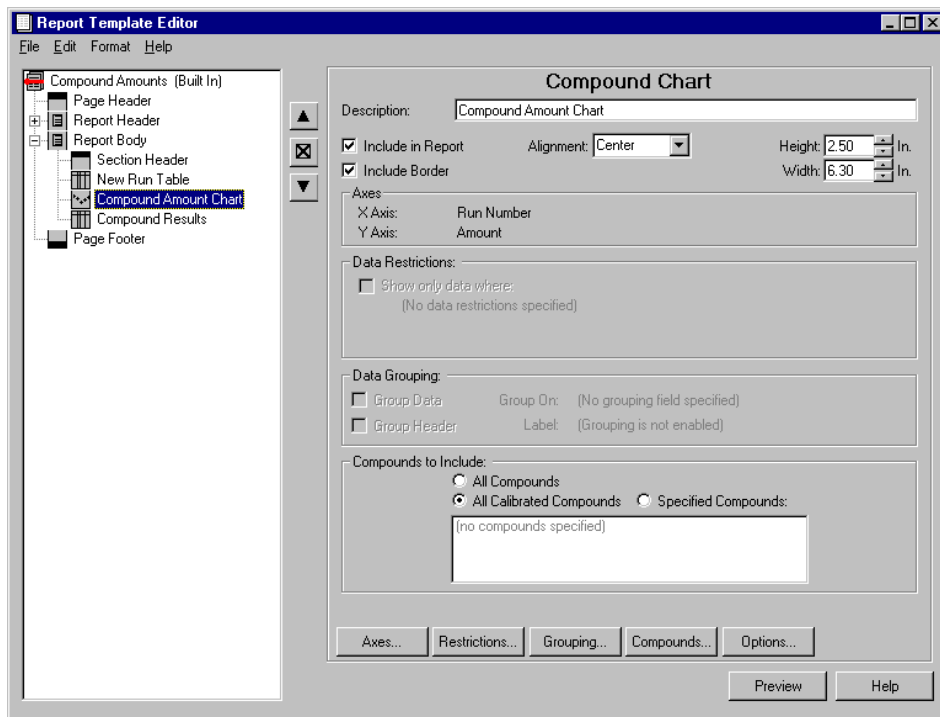 Report Template Editor
File Edit Format Help
Compound Amounts (Built In)
Page Header
Report Header
Report Body
Section Header
New Run Table
Compound Amount Chart
Compound Results
Page Footer
Compound Chart
Description: Compound Amount Chart
Include in Report Alignment: Center Height: 2.50 In.
Include Border Width: 6.30 In.
Axes
X Axis: Run Number
Y Axis: Amount
Data Restrictions:
Show only data where:
(No data restrictions specified)
Data Grouping:
Group Data Group On: (No grouping field specified)
Group Header Label: (Grouping is not enabled)
Compounds to Include:
All Compounds
All Calibrated Compounds Specified Compounds:
(no compounds specified)
Axes... Restrictions... Grouping... Compounds... Options...
Preview Help